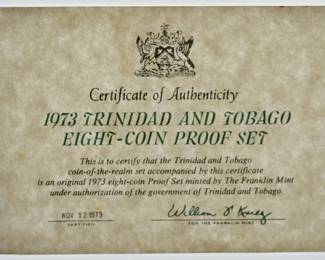 Certificate of Authenticity
1973 TRINIDAD AND TOBAGO
EIGHT-COIN PROOF SET
This is to certify that the Trinidad and Tobago
coin-of-the-realm set accompanied by this certificate
is an original 1973 eight-coin Proof Set minted by The Franklin Mint
under authorization of the government of Trinidad and Tobago.
NOV 12 1973
CERTIFIED
FOR THE FRANKLIN MINT